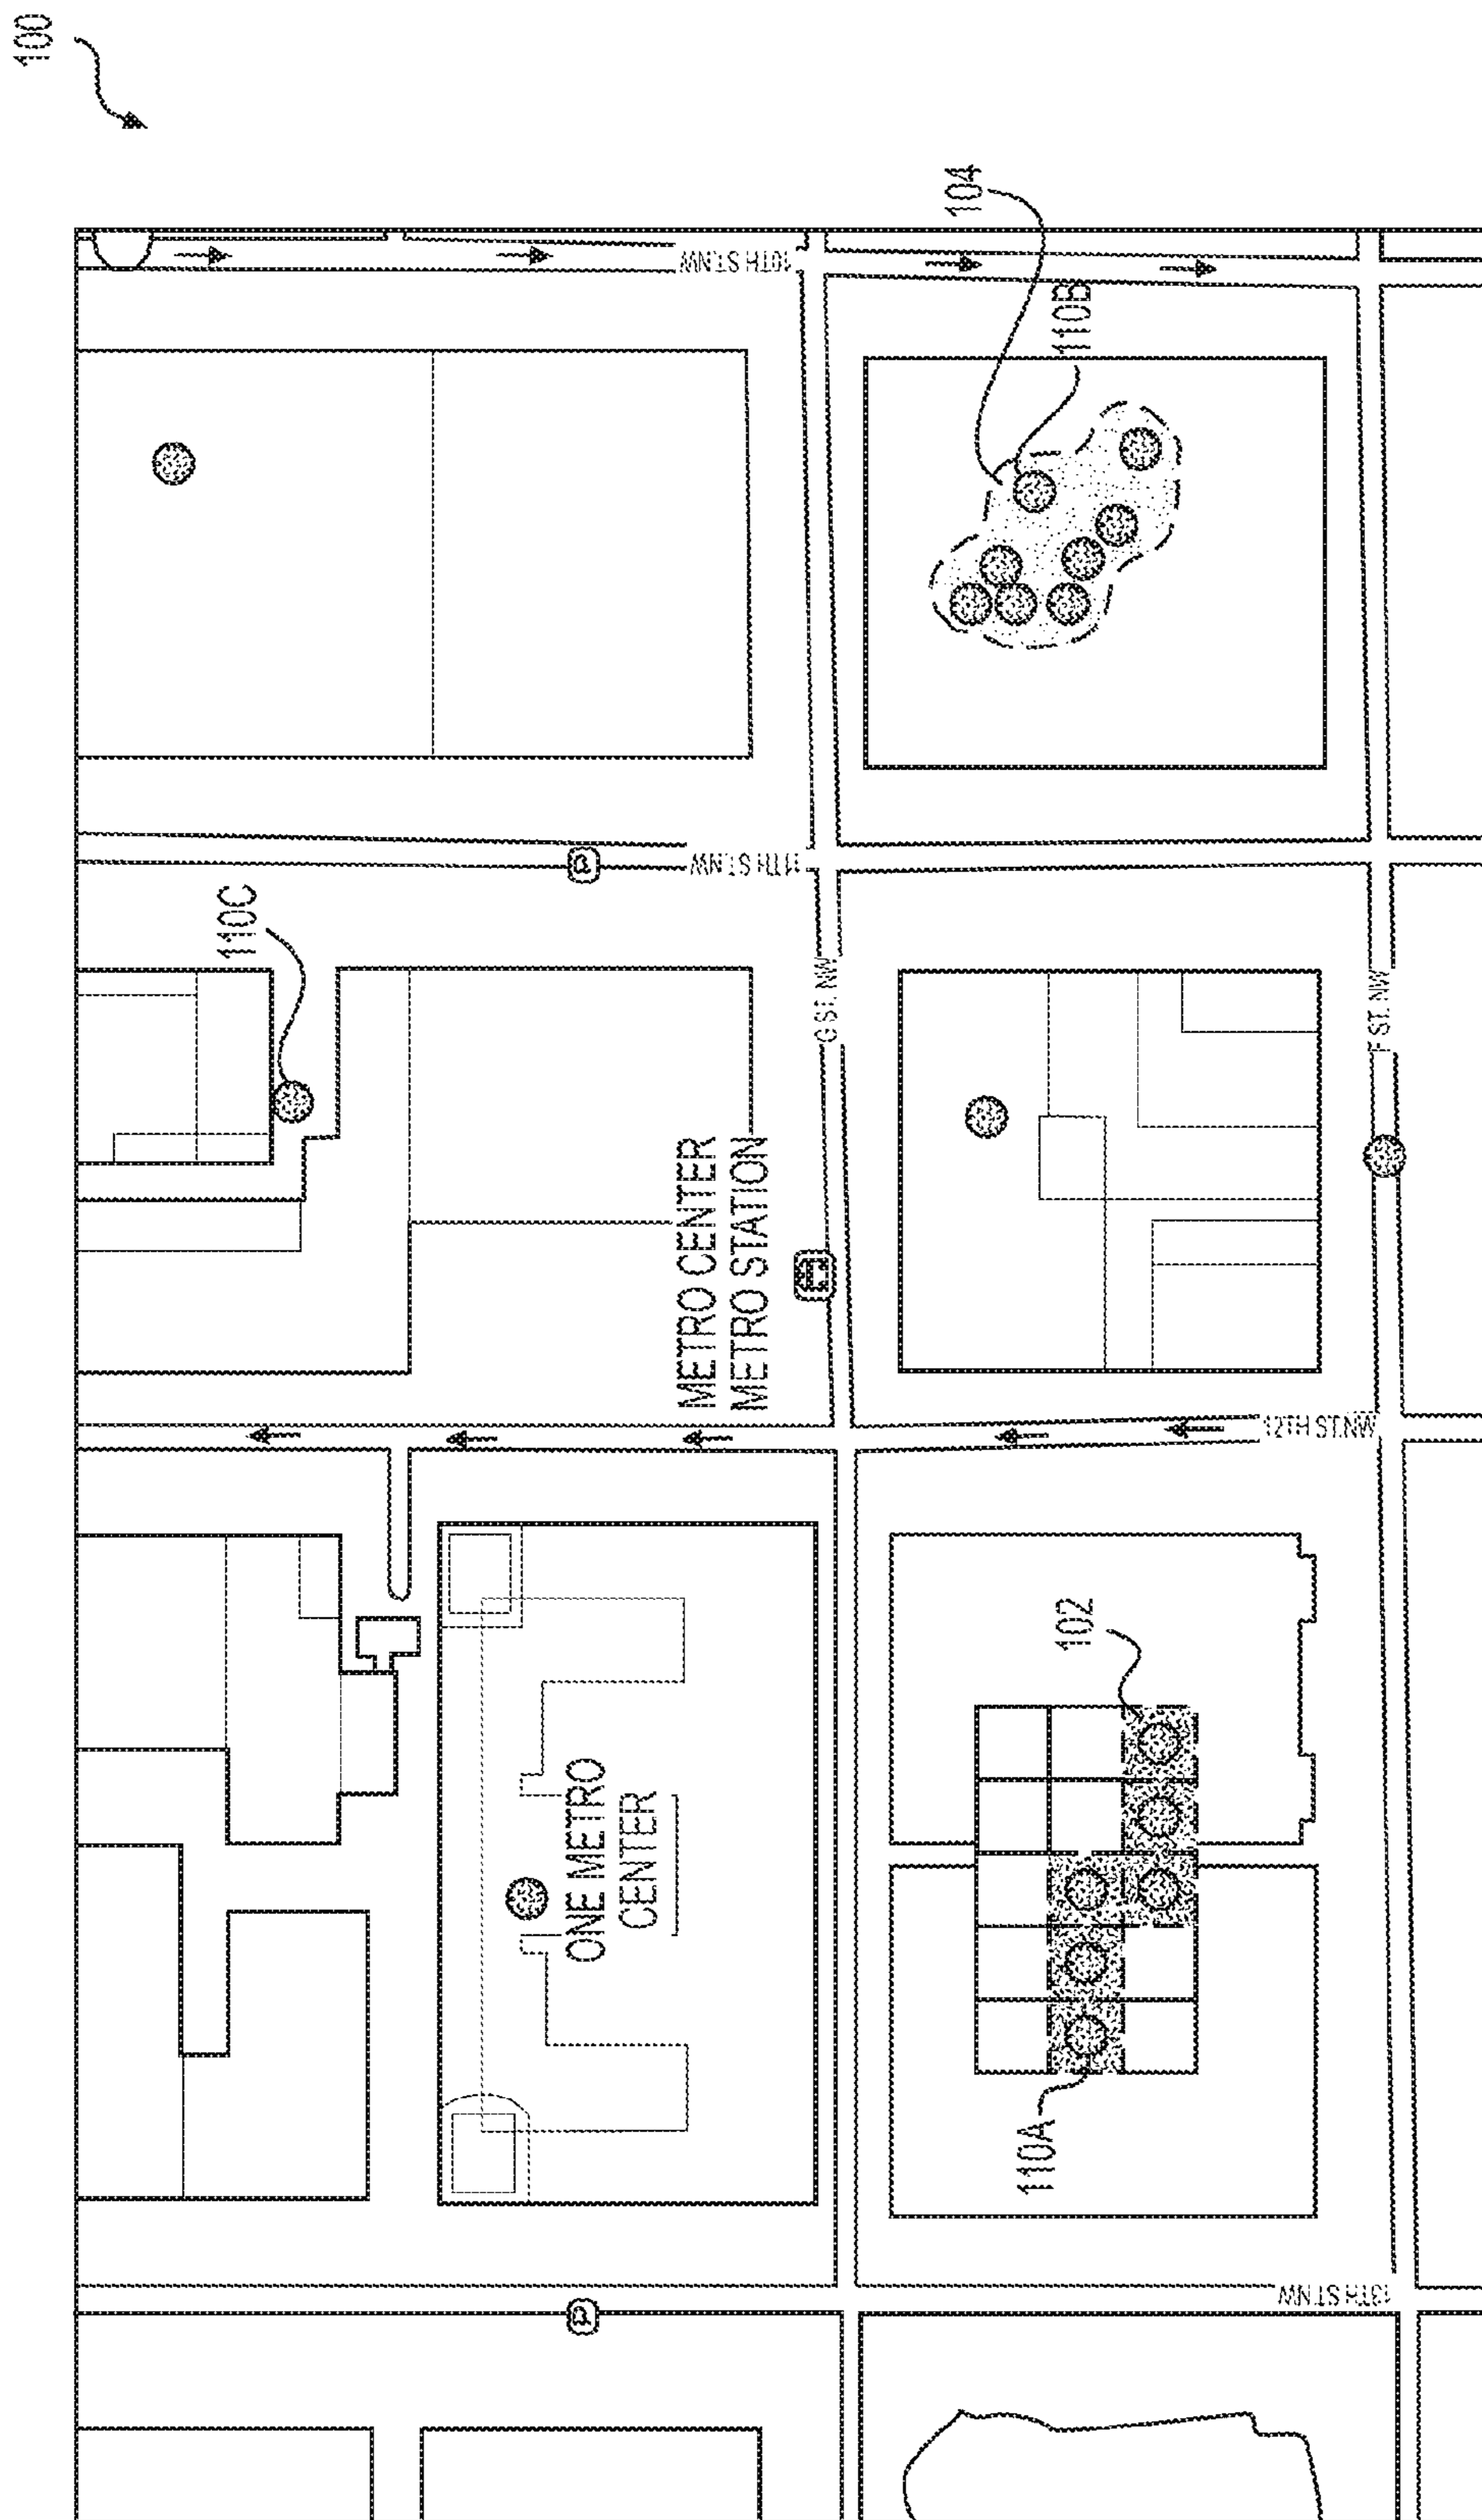 100
104
10TH ST.NW
110B
11TH ST.NW
110C
G ST. NW
F ST. NW
METRO CENTER
METRO STATION
12TH ST.NW
102
ONE METRO
CENTER
110A
13TH ST.NW